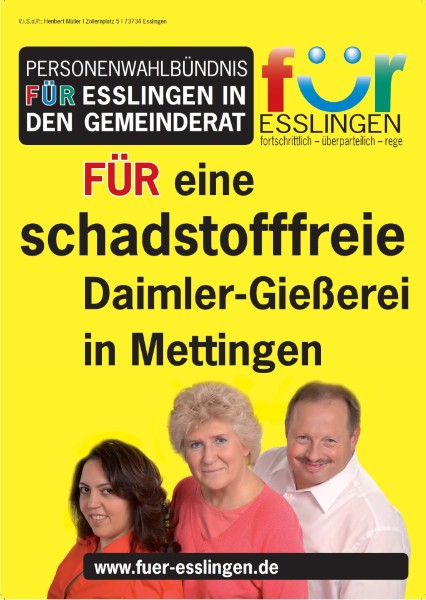 V.i.S.d.P.: Heribert Müller I Zollernplatz 5 I 73734 Esslingen
PERSONENWAHLBÜNDNIS
FÜR ESSLINGEN IN
DEN GEMEINDERAT
für
ESSLINGEN
fortschrittlich – überparteilich – rege
FÜR eine
schadstofffreie
Daimler-Gießerei
in Mettingen
www.fuer-esslingen.de